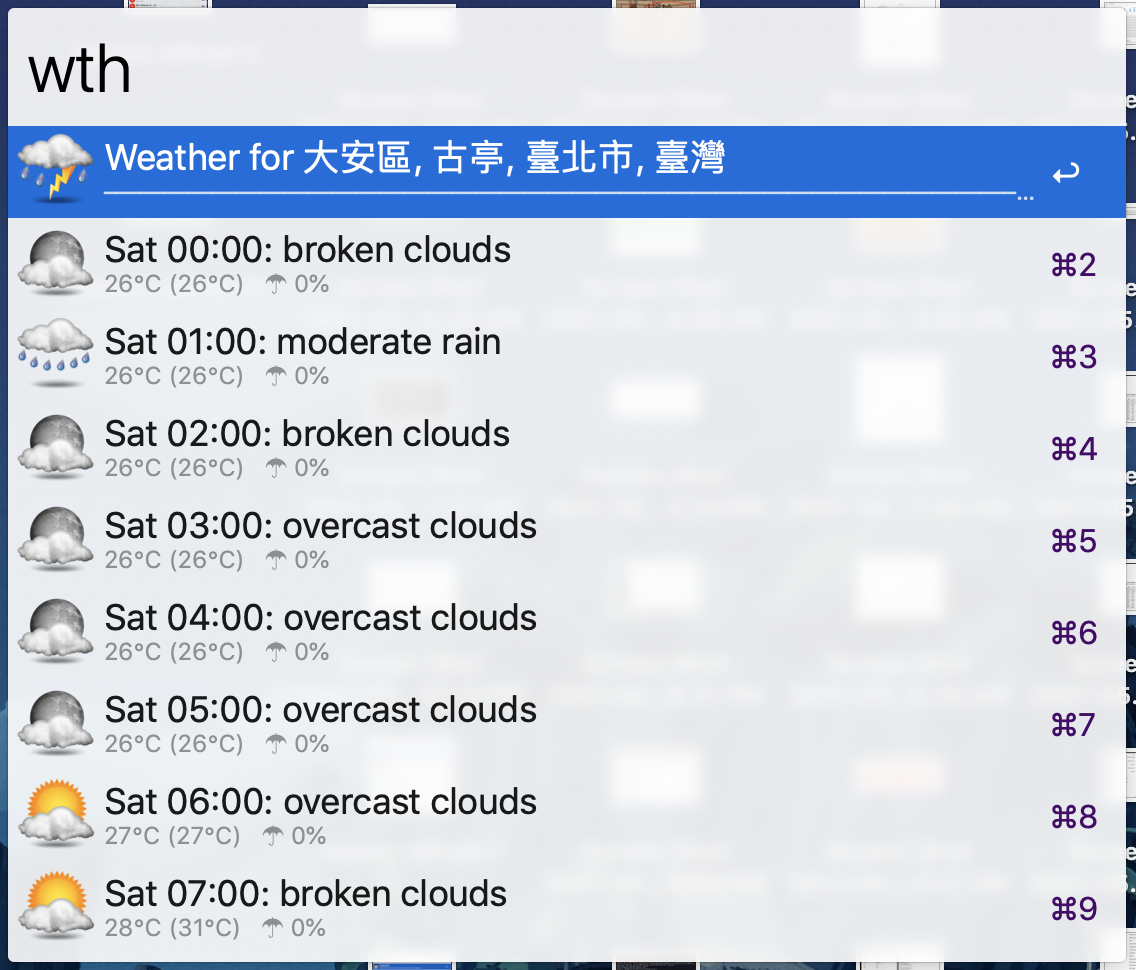 wth
Weather for 大安區, 古亭, 臺北市, 臺灣
Sat 00:00: broken clouds
⌘2
26°C (26°C) ☂ 0%
Sat 01:00: moderate rain
⌘3
26°C (26°C) ☂ 0%
Sat 02:00: broken clouds
⌘4
26°C (26°C) ☂ 0%
Sat 03:00: overcast clouds
⌘5
26°C (26°C) ☂ 0%
Sat 04:00: overcast clouds
⌘6
26°C (26°C) ☂ 0%
Sat 05:00: overcast clouds
⌘7
26°C (26°C) ☂ 0%
Sat 06:00: overcast clouds
⌘8
27°C (27°C) ☂ 0%
Sat 07:00: broken clouds
⌘9
28°C (31°C) ☂ 0%